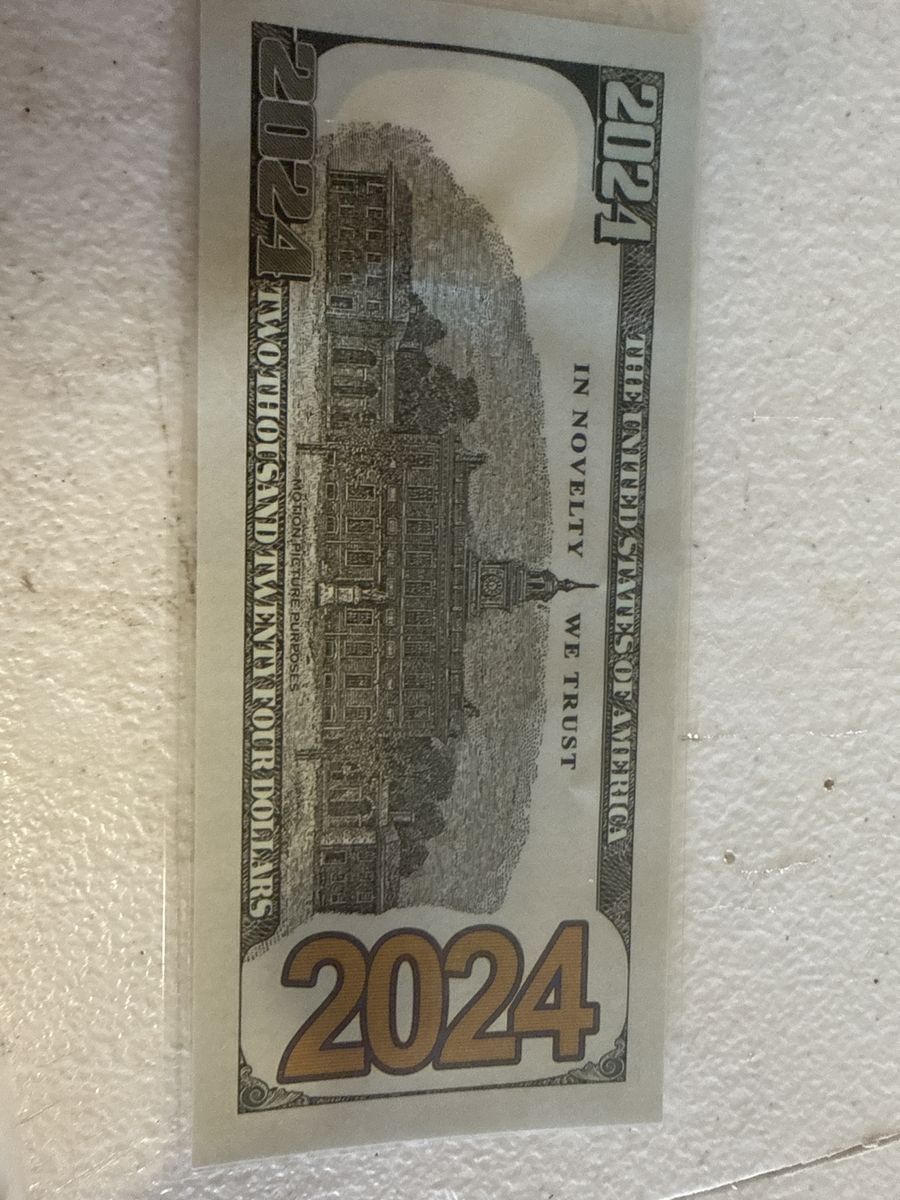 2024
THE UNITED STATES OF AMERICA
IN NOVELTY WE TRUST
MOTION PICTURE PURPOSES
2024
TWO THOUSAND TWENTY FOUR DOLLARS
2024